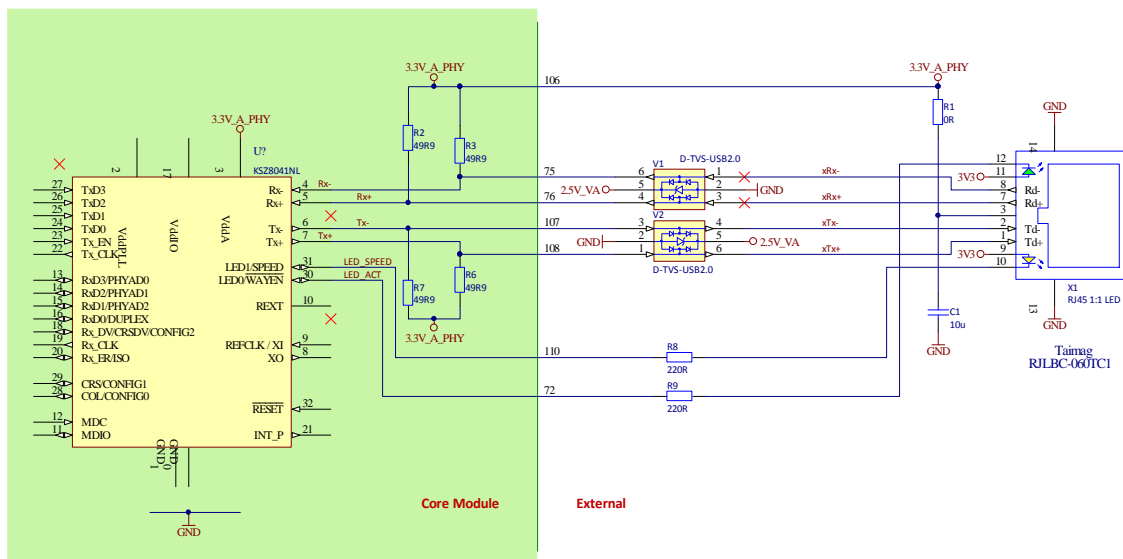 3.3V_A_PHY
106
3.3V_A_PHY
3.3V_A_PHY
GND
R1
0R
R2
49R9
R3
49R9
U?
KSZ8041NL
2
17
3
14
V1
D-TVS-USB2.0
12
11
3V3
27 TxD3/PHYAD0
26 TxD2
25 TxD1
24 TxD0
23 Tx_EN
22 Tx_CLK
VddPLL
VddIO
VddA
Rx- 4 Rx-
Rx+ 5 Rx+
Tx- 6 Tx-
Tx+ 7 Tx+
75
76
107
108
6
5
4
1
2
3
2.5V_VA
GND
xRx-
xRx+
8 Rd-
7 Rd+
3
V2
3
2
1
4
5
6
GND
2.5V_VA
D-TVS-USB2.0
xTx-
xTx+
2 Td-
1 Td+
9
3V3
10
LED1/SPEED 31 LED_SPEED
LED0/WAYEN 30 LED_ACT
R7
49R9
R6
49R9
3.3V_A_PHY
13 RxD3/PHYAD0
14 RxD2/PHYAD1
15 RxD1/PHYAD2
16 RxD0/DUPLEX
18 Rx_DV/CRSDV/CONFIG2
19 Rx_CLK
20 Rx_ER/ISO
REXT 10
REFCLK / XI 9
XO 8
29 CRS/CONFIG1
28 COL/CONFIG0
RESET 32
12 MDC
11 MDIO
INT_P 21
GND
GND
1
0
GND
C1
10u
GND
X1
RJ45 1:1 LED
13
GND
Taimag
RJLBC-060TC1
110
R8
220R
72
R9
220R
Core Module
External